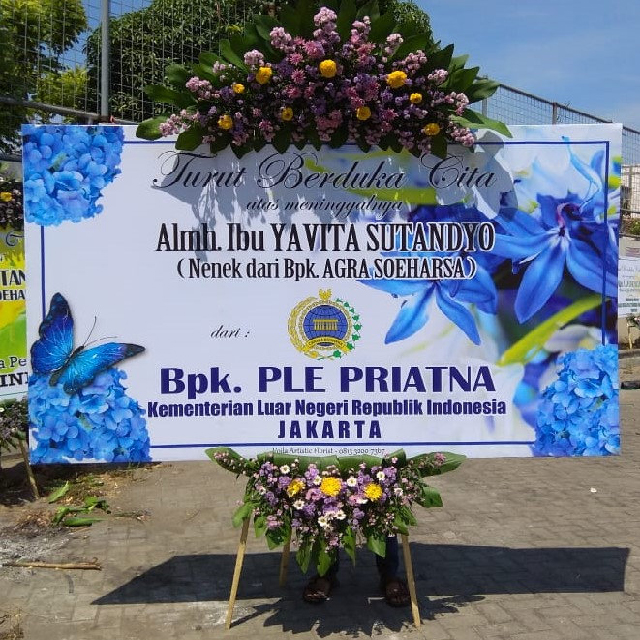 Turut Berduka Cita
atas meninggalnya
Almh. Ibu YAVITA SUTANDYO
( Nenek dari Bpk. AGRA SOEHARSA )
dari :
Bpk. PLE PRIATNA
Kementerian Luar Negeri Republik Indonesia
JAKARTA